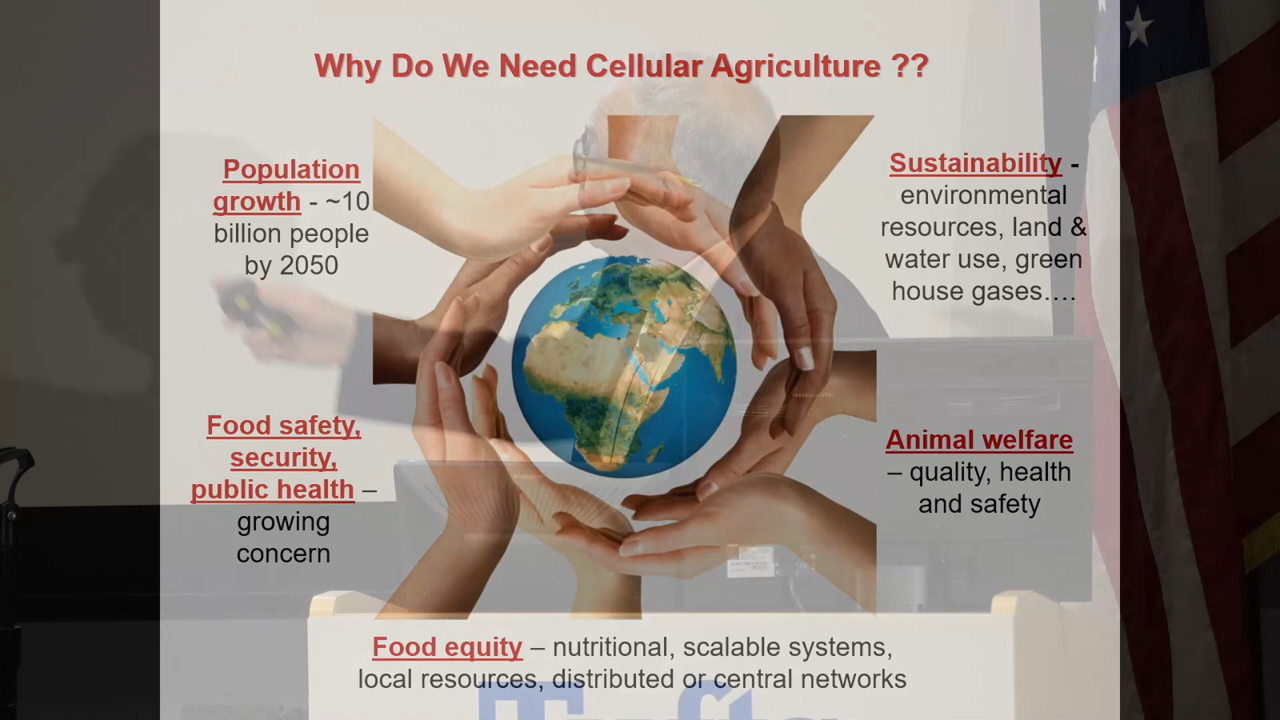 Why Do We Need Cellular Agriculture ??
Population
growth - ~10
billion people
by 2050
Sustainability -
environmental
resources, land &
water use, green
house gases….
Food safety,
security,
public health –
growing
concern
Animal welfare
– quality, health
and safety
Food equity – nutritional, scalable systems,
local resources, distributed or central networks
Tufts